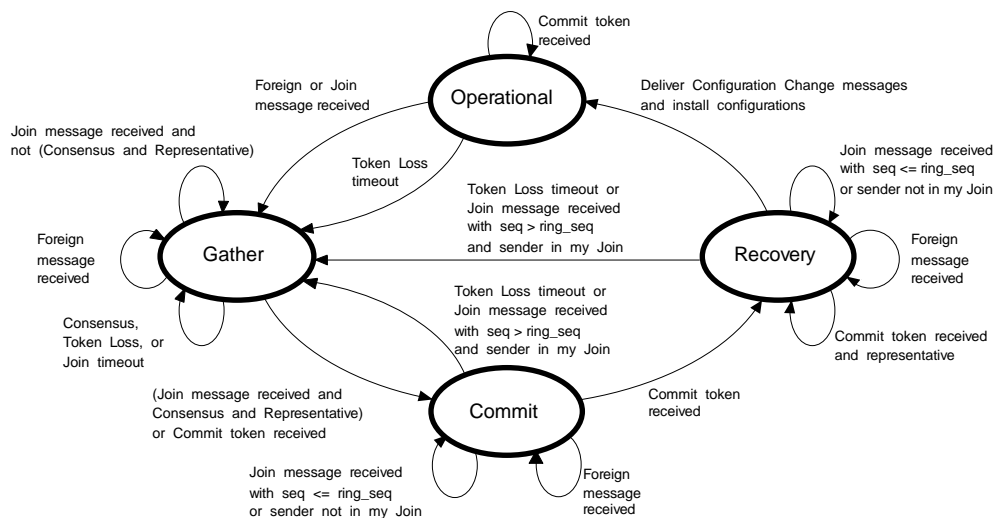 Commit token
received
Operational
Foreign or Join
message received
Deliver Configuration Change messages
and install configurations
Join message received and
not (Consensus and Representative)
Token Loss
timeout
Join message received
with seq <= ring_seq
or sender not in my Join
Token Loss timeout or
Join message received
with seq > ring_seq
and sender in my Join
Foreign
message
received
Gather
Recovery
Foreign
message
received
Token Loss timeout or
Join message received
with seq > ring_seq
and sender in my Join
Consensus,
Token Loss, or
Join timeout
Commit token received
and representative
(Join message received and
Consensus and Representative)
or Commit token received
Commit
Commit token
received
Join message received
with seq <= ring_seq
or sender not in my Join
Foreign
message
received